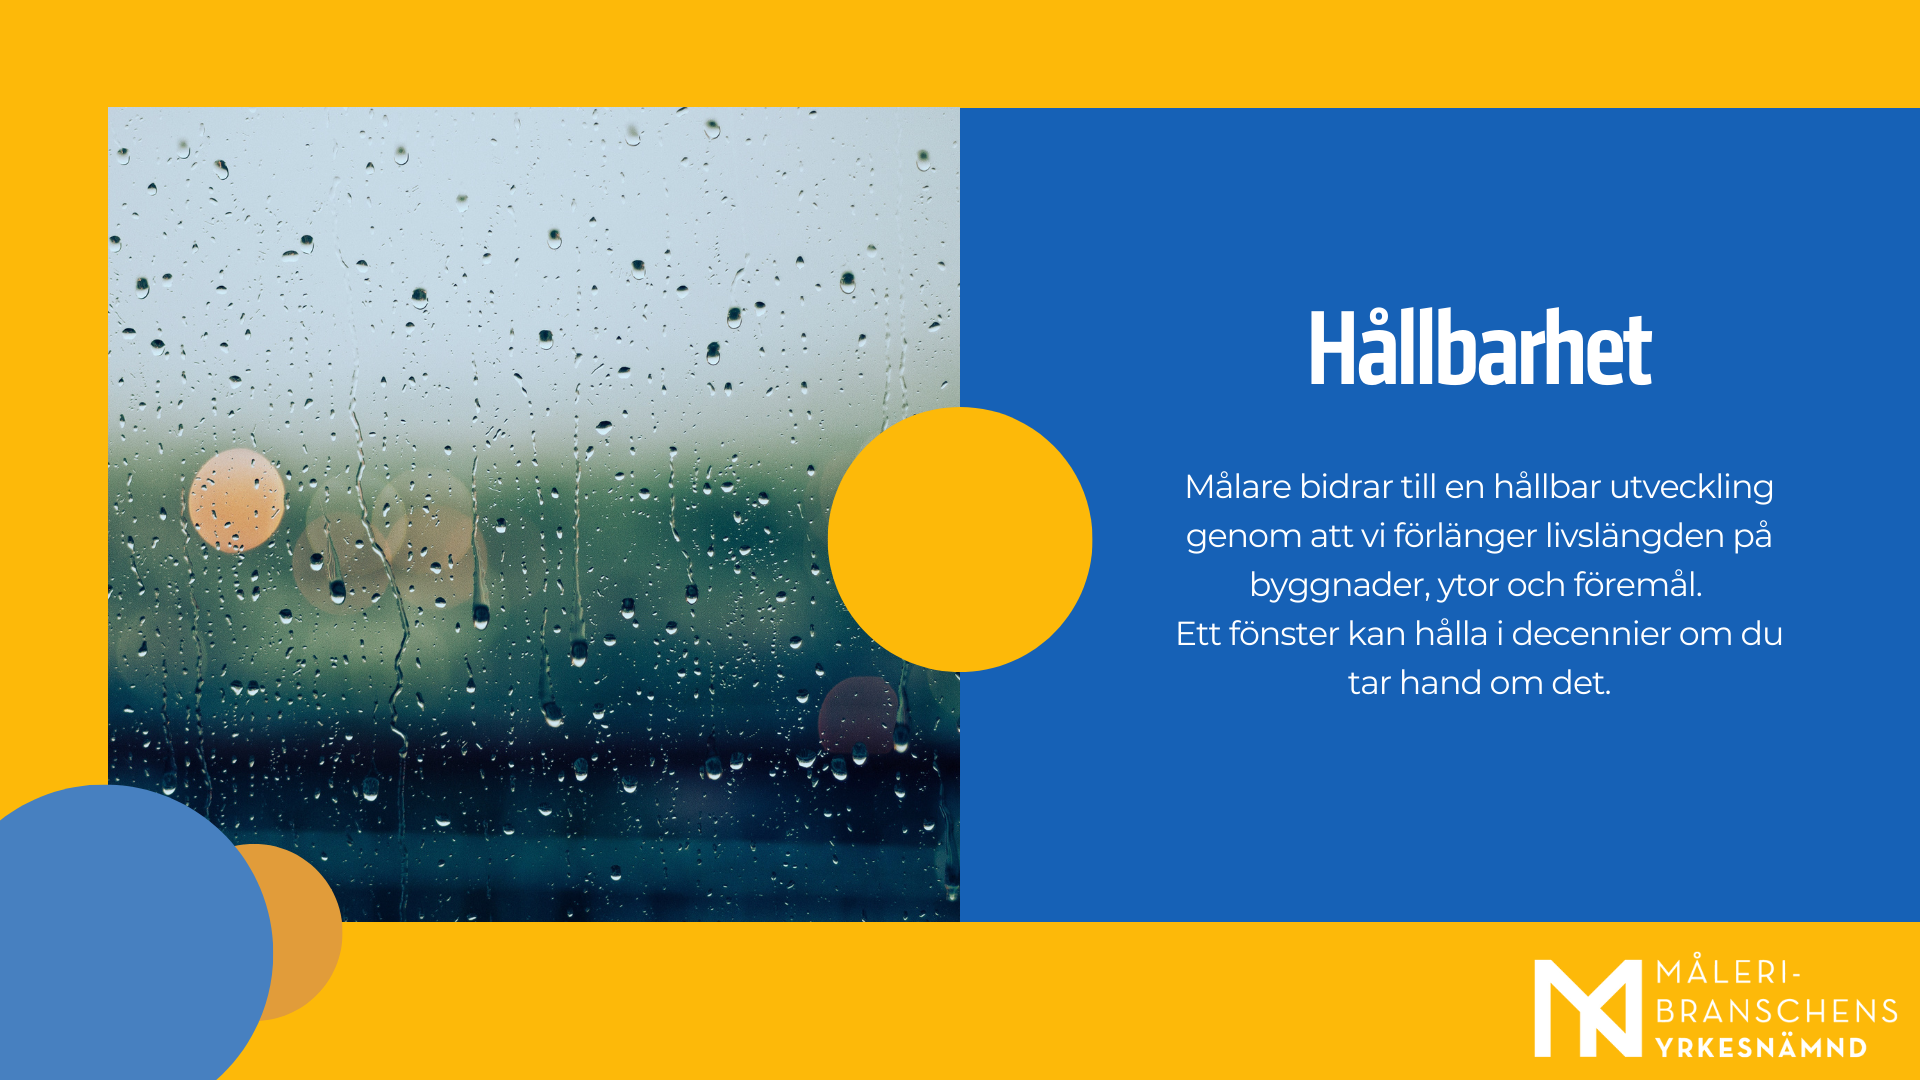 Hållbarhet
Målare bidrar till en hållbar utveckling
genom att vi förlänger livslängden på
byggnader, ytor och föremål.
Ett fönster kan hålla i decennier om du
tar hand om det.
MÅLERI-
BRANSCHENS
YRKESNÄMND